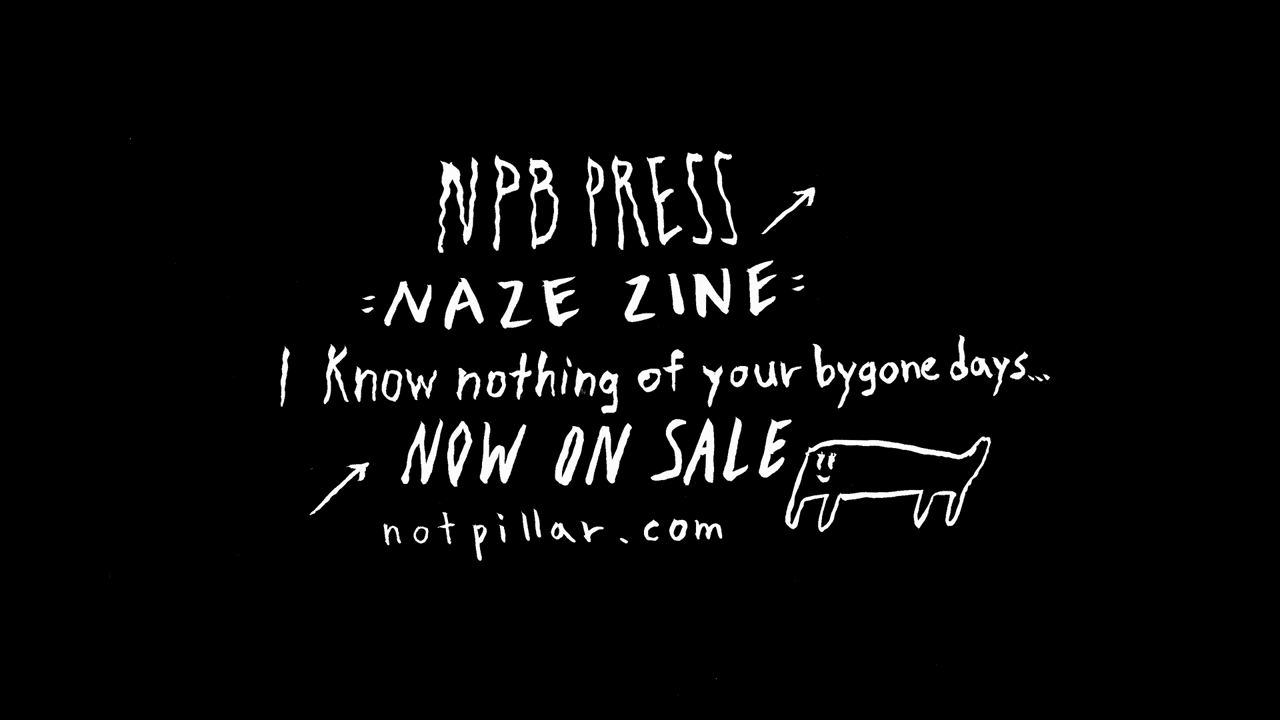 NPB PRESS
=NAZE ZINE=
I Know nothing of your bygone days...
NOW ON SALE
notpillar.com